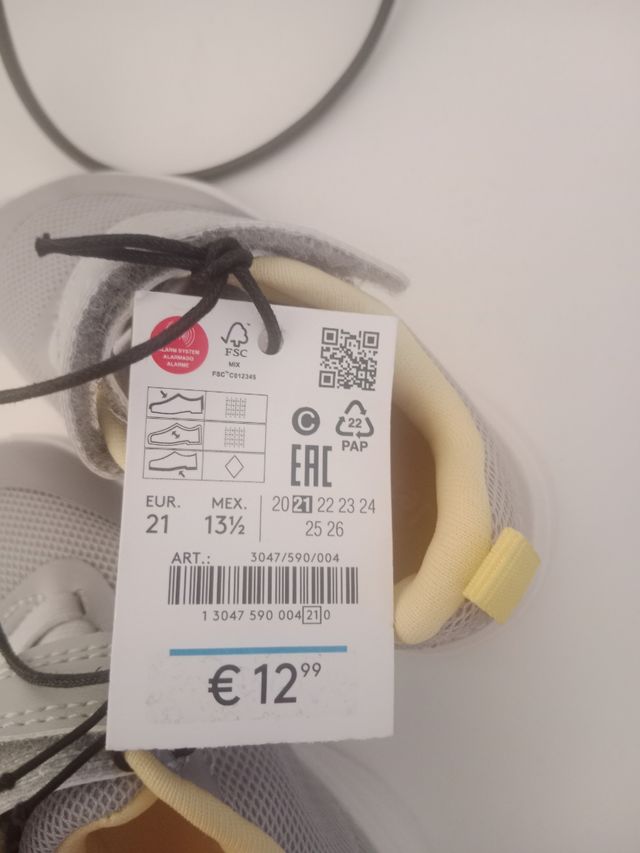 ALARM SYSTEM
ALARMADO
ALARME
FSC
MIX
FSC™ C012345
C
22
PAP
EAC
EUR.
21
MEX.
13½
20 21 22 23 24
25 26
ART.: 3047/590/004
1 3047 590 004 21 0
€ 12⁹⁹